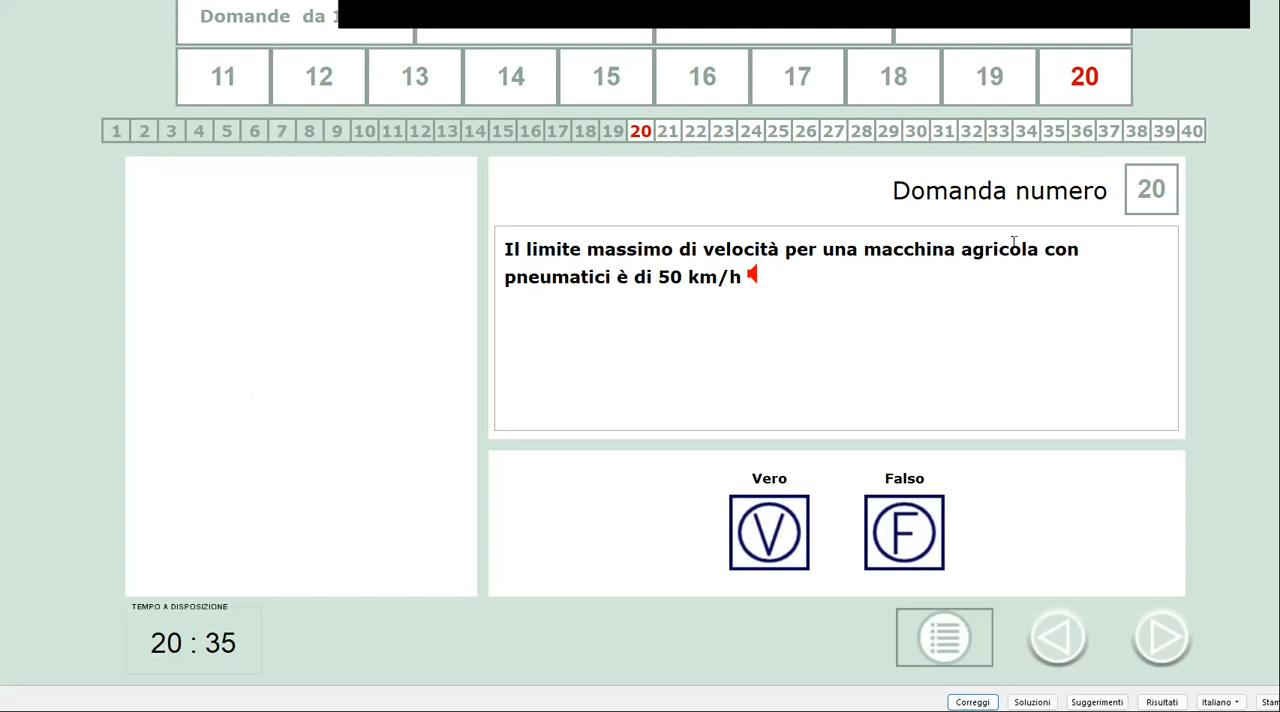 Domande da 1
11 12 13 14 15 16 17 18 19 20
1 2 3 4 5 6 7 8 9 10 11 12 13 14 15 16 17 18 19 20 21 22 23 24 25 26 27 28 29 30 31 32 33 34 35 36 37 38 39 40
Domanda numero 20
Il limite massimo di velocità per una macchina agricola con
pneumatici è di 50 km/h
Vero Falso
V F
TEMPO A DISPOSIZIONE
20 : 35
Correggi Soluzioni Suggerimenti Risultati Italiano